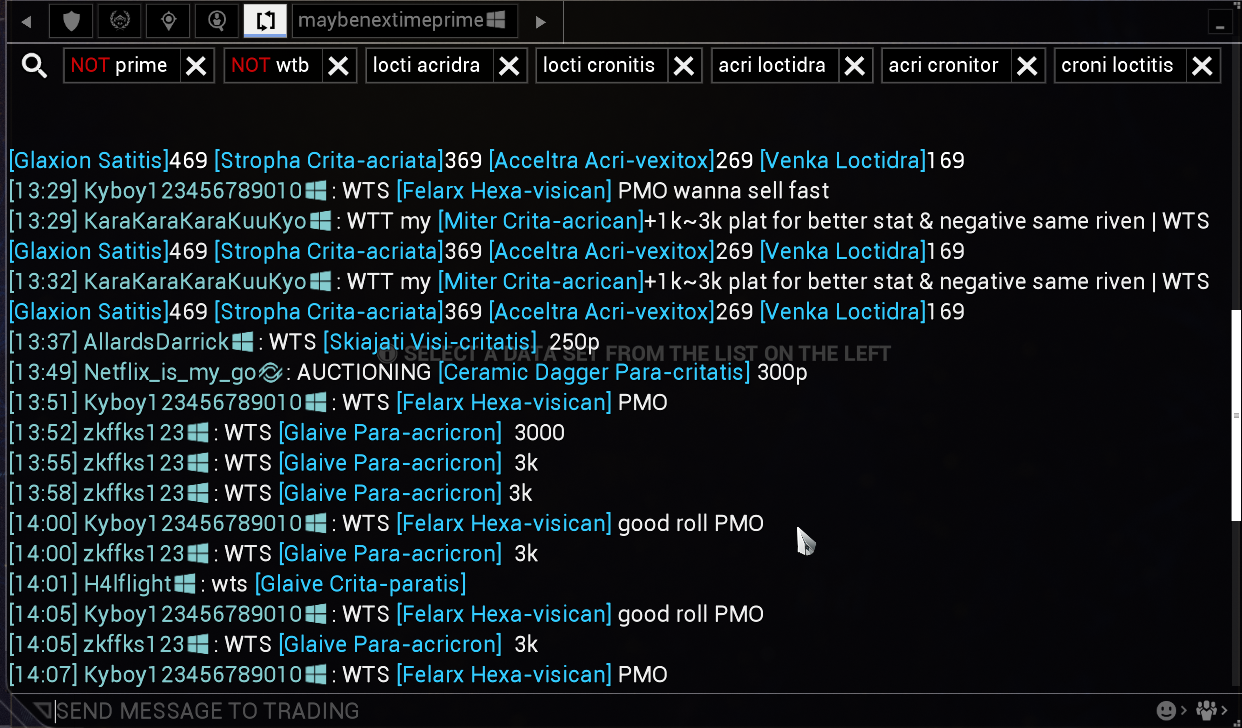 maybenextimeprime
NOT prime NOT wtb locti acridra locti cronitis acri loctidra acri cronitor croni loctitis
[Glaxion Satitis]469 [Stropha Crita-acriata]369 [Acceltra Acri-vexitox]269 [Venka Loctidra]169
[13:29] Kyboy123456789010: WTS [Felarx Hexa-visican] PMO wanna sell fast
[13:29] KaraKaraKaraKuuKyo: WTT my [Miter Crita-acrican]+1k~3k plat for better stat & negative same riven | WTS
[Glaxion Satitis]469 [Stropha Crita-acriata]369 [Acceltra Acri-vexitox]269 [Venka Loctidra]169
[13:32] KaraKaraKaraKuuKyo: WTT my [Miter Crita-acrican]+1k~3k plat for better stat & negative same riven | WTS
[Glaxion Satitis]469 [Stropha Crita-acriata]369 [Acceltra Acri-vexitox]269 [Venka Loctidra]169
[13:37] AllardsDarrick: WTS [Skiajati Visi-critatis] 250p
SELECT A DATA SET FROM THE LIST ON THE LEFT
[13:49] Netflix_is_my_go: AUCTIONING [Ceramic Dagger Para-critatis] 300p
[13:51] Kyboy123456789010: WTS [Felarx Hexa-visican] PMO
[13:52] zkffks123: WTS [Glaive Para-acricron] 3000
[13:55] zkffks123: WTS [Glaive Para-acricron] 3k
[13:58] zkffks123: WTS [Glaive Para-acricron] 3k
[14:00] Kyboy123456789010: WTS [Felarx Hexa-visican] good roll PMO
[14:00] zkffks123: WTS [Glaive Para-acricron] 3k
[14:01] H4lflight: wts [Glaive Crita-paratis]
[14:05] Kyboy123456789010: WTS [Felarx Hexa-visican] good roll PMO
[14:05] zkffks123: WTS [Glaive Para-acricron] 3k
[14:07] Kyboy123456789010: WTS [Felarx Hexa-visican] PMO
SEND MESSAGE TO TRADING